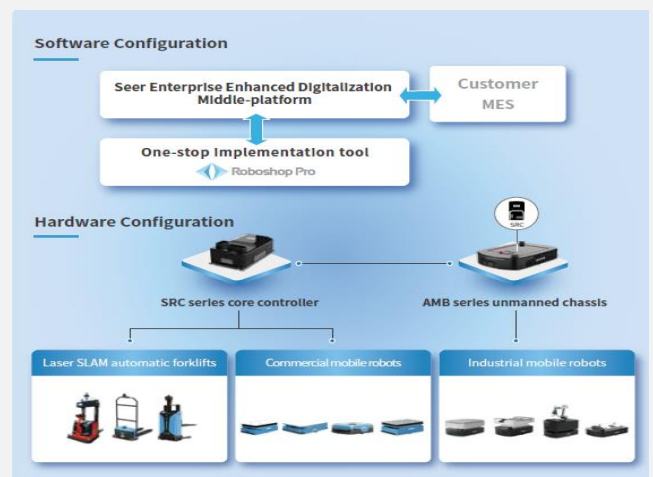 Software Configuration
Seer Enterprise Enhanced Digitalization
Middle-platform
Customer
MES
One-stop implementation tool
Roboshop Pro
Hardware Configuration
SRC
SRC series core controller
AMB series unmanned chassis
Laser SLAM automatic forklifts
Commercial mobile robots
Industrial mobile robots